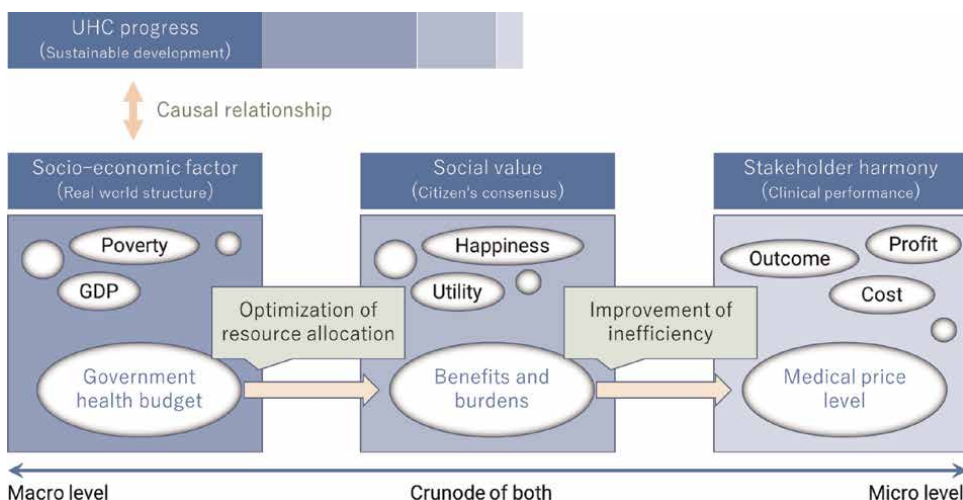 UHC progress
(Sustainable development)
Causal relationship
Socio-economic factor
(Real world structure)
Social value
(Citizen's consensus)
Stakeholder harmony
(Clinical performance)
Poverty
GDP
Happiness
Utility
Outcome
Profit
Cost
Optimization of
resource allocation
Improvement of
inefficiency
Government
health budget
Benefits and
burdens
Medical price
level
Macro level
Crunode of both
Micro level